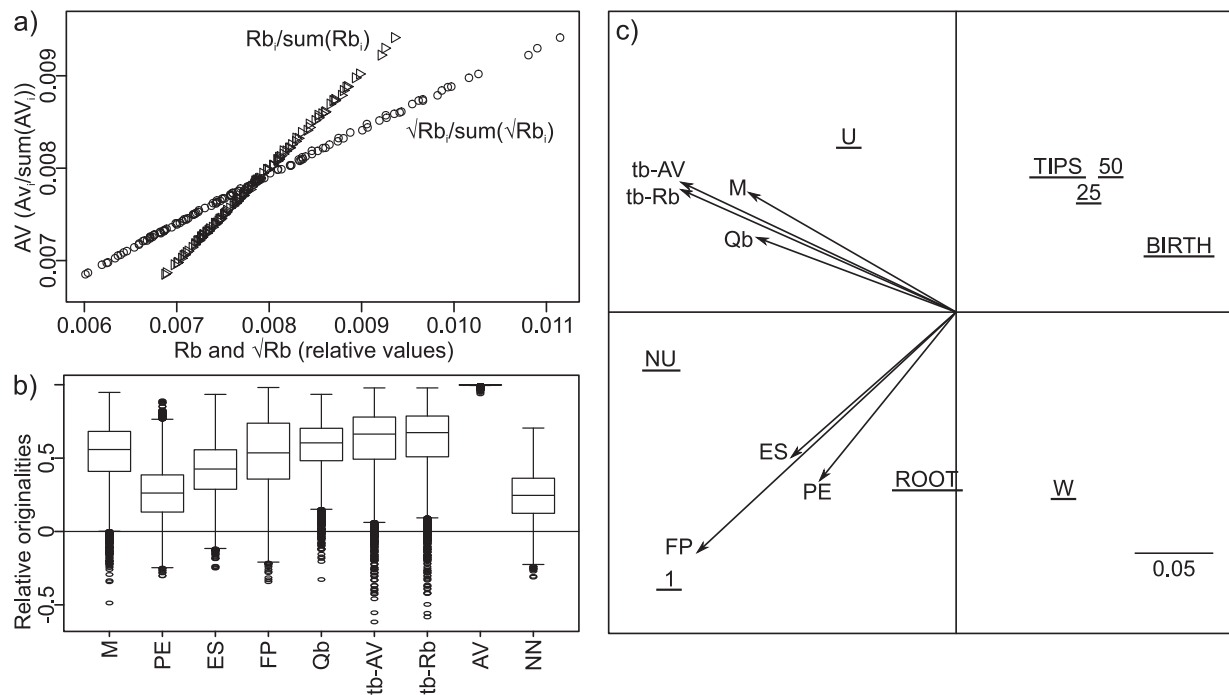 a)
Rbᵢ/sum(Rbᵢ)
√Rbᵢ/sum(√Rbᵢ)
AV (Avᵢ/sum(AVᵢ))
0.009
0.008
0.007
0.006 0.007 0.008 0.009 0.010 0.011
Rb and √Rb (relative values)
b)
Relative originalities
0.5
0
-0.5
M PE ES FP Qb tb-AV tb-Rb AV NN
c)
U
tb-AV
tb-Rb
M
Qb
TIPS 50
25
BIRTH
NU
ES
PE
ROOT
W
FP
1
0.05